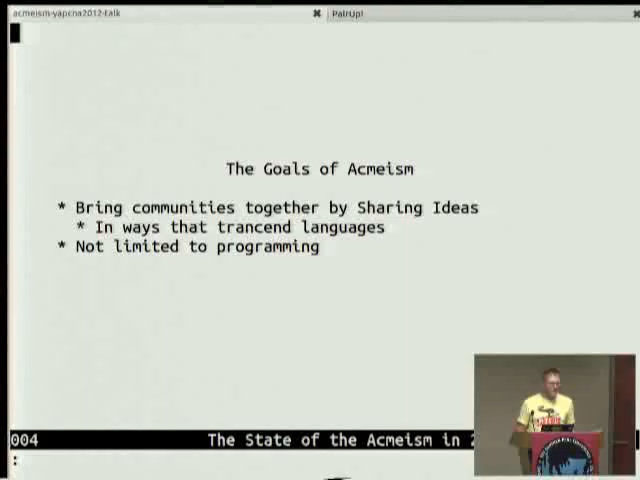 acmeism-yapcna2012-talk
PairUp!
The Goals of Acmeism
* Bring communities together by Sharing Ideas
* In ways that trancend languages
* Not limited to programming
004
The State of the Acmeism in 2
: